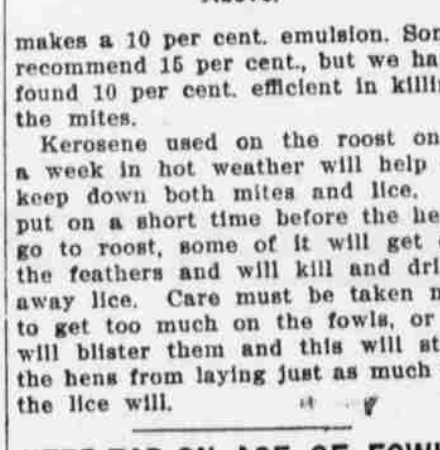 makes a 10 per cent. emulsion. Som
recommend 15 per cent., but we ha
found 10 per cent. efficient in killi
the mites.
Kerosene used on the roost on
a week in hot weather will help
keep down both mites and lice.
put on a short time before the he
go to roost, some of it will get
the feathers and will kill and dri
away lice. Care must be taken n
to get too much on the fowls, or
will blister them and this will st
the hens from laying just as much
the lice will.